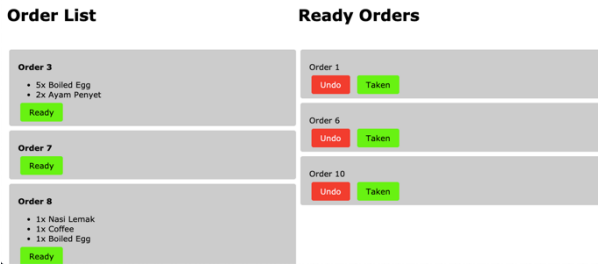 Order List
Order 3
5x Boiled Egg
2x Ayam Penyet
Ready
Order 7
Ready
Order 8
1x Nasi Lemak
1x Coffee
1x Boiled Egg
Ready
Ready Orders
Order 1
Undo Taken
Order 6
Undo Taken
Order 10
Undo Taken